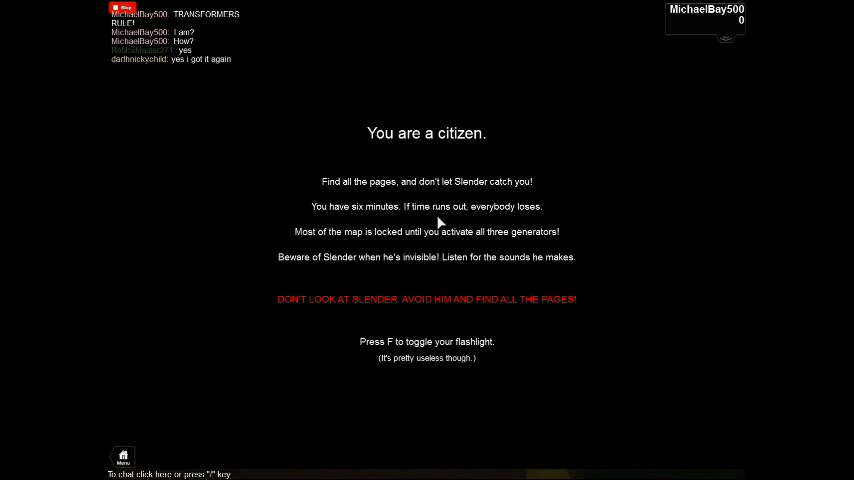 Stop
MichaelBay500: TRANSFORMERS
RULE!
MichaelBay500: I am?
MichaelBay500: How?
RobloxMaster271: yes
darthnickychild: yes i got it again
MichaelBay500
0
You are a citizen.
Find all the pages, and don't let Slender catch you!
You have six minutes. If time runs out, everybody loses.
Most of the map is locked until you activate all three generators!
Beware of Slender when he's invisible! Listen for the sounds he makes.
DON'T LOOK AT SLENDER: AVOID HIM AND FIND ALL THE PAGES!
Press F to toggle your flashlight.
(It's pretty useless though.)
Menu
To chat click here or press "/" key